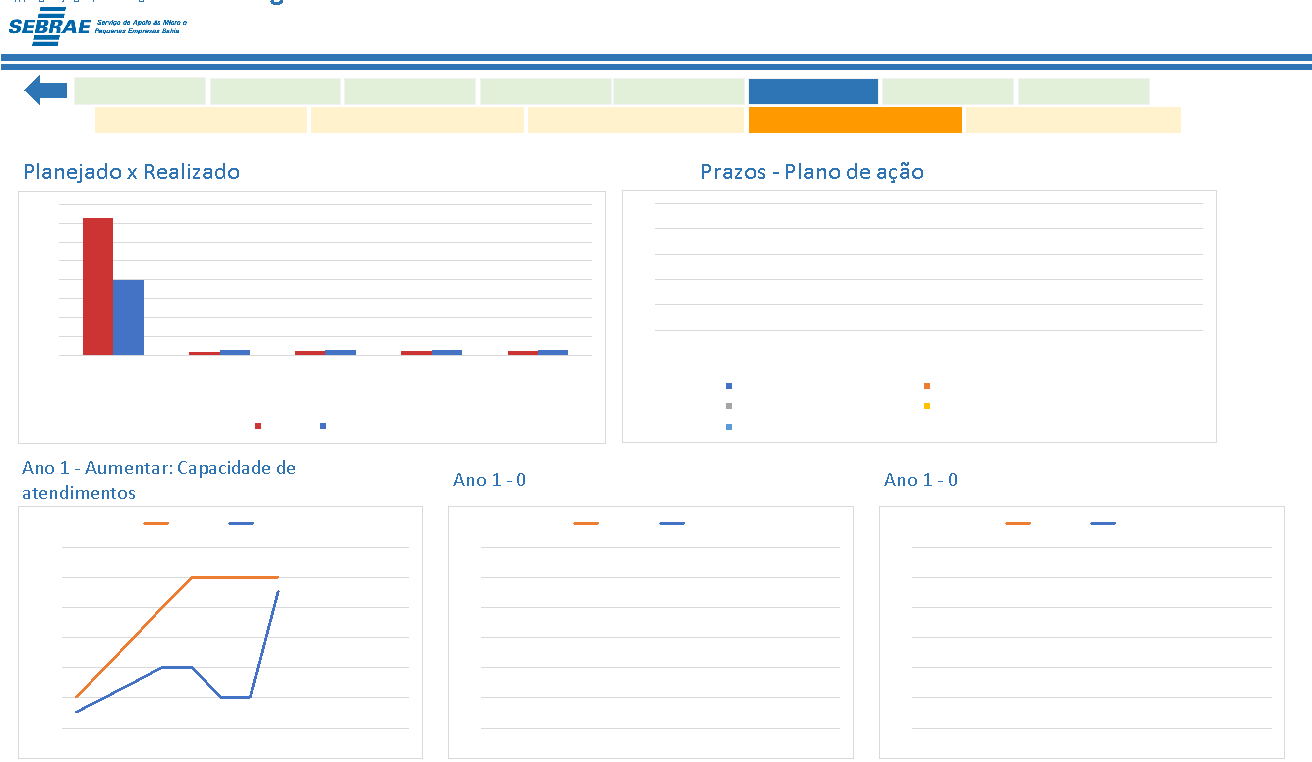 SEBRAE
Serviço de Apoio às Micro e
Pequenas Empresas Bahia
Planejado x Realizado
Prazos - Plano de ação
Ano 1 - Aumentar: Capacidade de
atendimentos
Ano 1 - 0
Ano 1 - 0